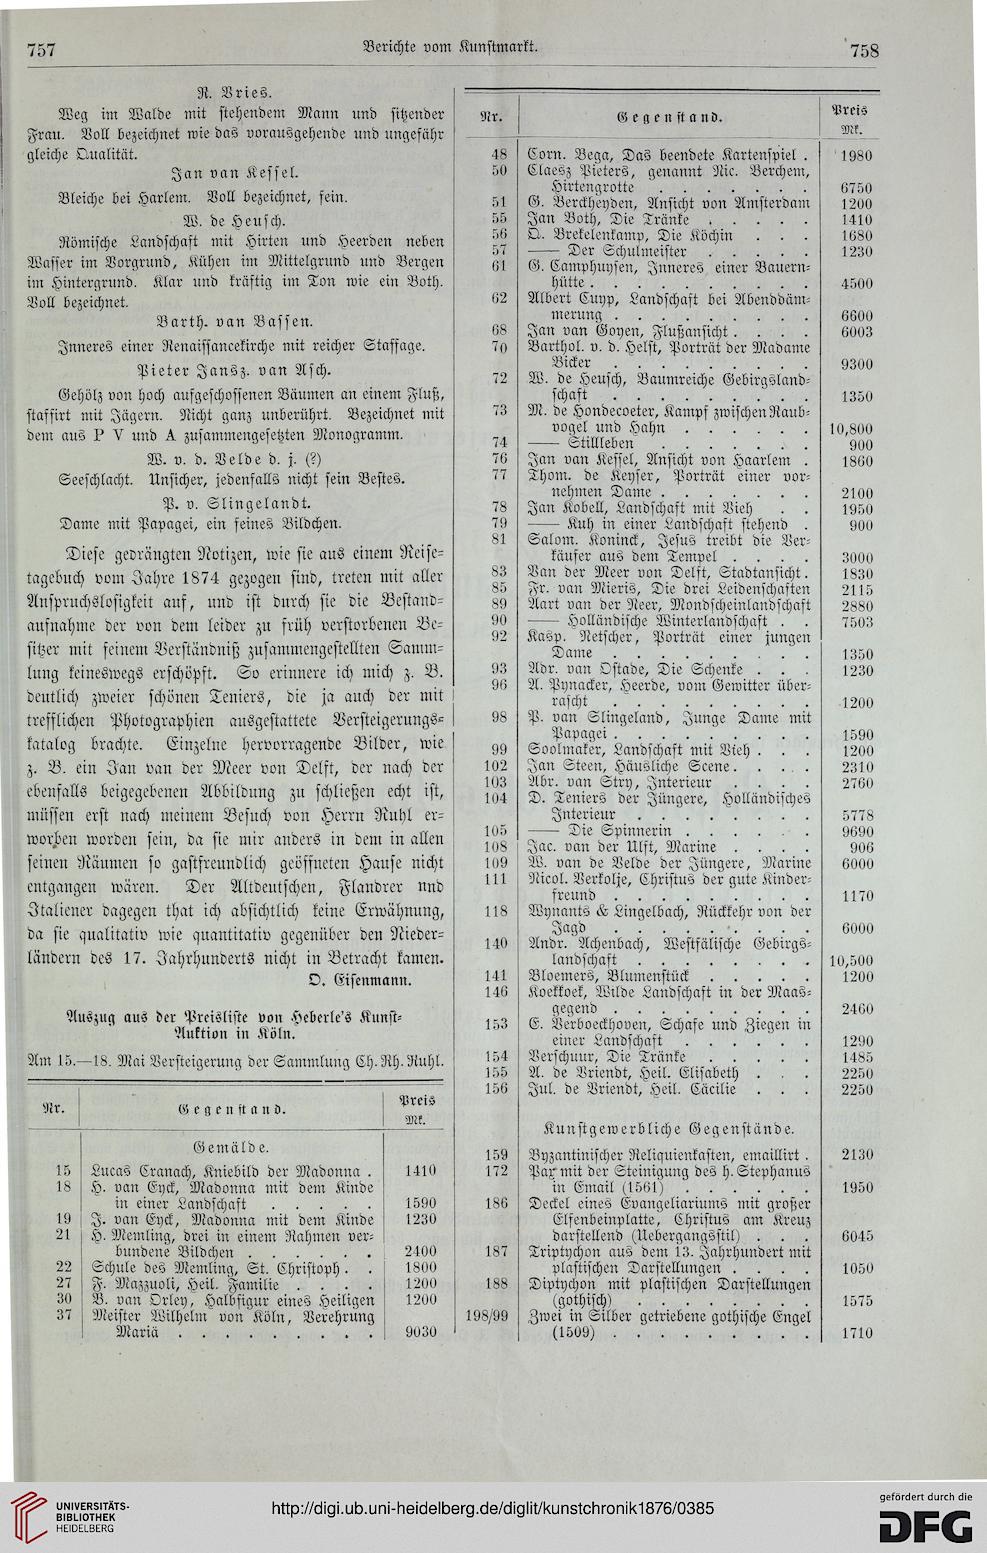 757
Berichte vom Kunstmarkt.
758
R. Vries.
Weg im Walde mit stehendem Mann und sitzender
Frau. Voll bezeichnet wie das vorausgehende und ungefähr
gleiche Qualität.
Jan van Kessel.
Bleiche bei Harlem. Voll bezeichnet, fein.
W. de Heusch.
Römische Landschaft mit Hirten und Heerden neben
Wasser im Vorgrund, Kühen im Mittelgrund und Bergen
im Hintergrund. Klar und kräftig im Ton wie ein Both.
Voll bezeichnet.
Barth. van Bassen.
Inneres einer Renaissancekirche mit reicher Staffage.
Pieter Jansz. van Asch.
Gehölz von hoch aufgeschossenen Bäumen an einem Fluß,
staffirt mit Jägern. Nicht ganz unberührt. Bezeichnet mit
dem aus P V und A zusammengesetzten Monogramm.
W. v. d. Velde d. j. (?)
Seeschlacht. Unsicher, jedenfalls nicht sein Bestes.
P. v. Slingelandt.
Dame mit Papagei, ein feines Bildchen.
Diese gedrängten Notizen, wie sie aus einem Reise-
tagebuch vom Jahre 1874 gezogen sind, treten mit aller
Anspruchslosigkeit auf, und ist durch sie die Bestand-
aufnahme der von dem leider zu früh verstorbenen Be-
sitzer mit feinem Verständniß zusammengestellten Samm-
lung keineswegs erschöpft. So erinnere ich mich z. B.
deutlich zweier schönen Teniers, die ja auch der mit
trefflichen Photographien ausgestattete Versteigerungs-
katalog brachte. Einzelne hervorragende Bilder, wie
z. B. ein Jan van der Meer von Delft, der nach der
ebenfalls beigegebenen Abbildung zu schließen echt ist,
müssen erst nach meinem Besuch von Herrn Ruhl er-
worben worden sein, da sie mir anders in dem in allen
seinen Räumen so gastfreundlich geöffneten Hause nicht
entgangen wären. Der Altdeutschen, Flandrer und
Italiener dagegen that ich absichtlich keine Erwähnung,
da sie qualitativ wie quantitativ gegenüber den Nieder-
ländern des 17. Jahrhunderts nicht in Betracht kamen.
O. Eisenmann.
Auszug aus der Preisliste von Heberle's Kunst-
Auktion in Köln.
Am 15.—18. Mai Versteigerung der Sammlung Ch. Rh. Ruhl.
Nr. Gegenstand. Preis Mk.
Gemälde.
15 Lucas Cranach, Kniebild der Madonna . 1410
18 H. van Eyck, Madonna mit dem Kinde
in einer Landschaft . . . . . 1590
19 J. van Eyck, Madonna mit dem Kinde 1230
21 H. Memling, drei in einem Rahmen ver-
bundene Bildchen . . . . . . 2400
22 Schule des Memling, St. Christoph . . 1800
27 F. Mazzuoli, Heil. Familie . . . . 1200
30 B. van Orley, Halbfigur eines Heiligen 1200
37 Meister Wilhelm von Köln, Verehrung
Mariä . . . . . . . . . 9030
Nr. Gegenstand. Preis Mk.
48 Corn. Bega, Das beendete Kartenspiel . 1980
50 Claesz Pieters, genannt Nic. Berchem,
Hirtengrotte . . . . . . . 6750
51 G. Berckheyden, Ansicht von Amsterdam 1200
55 Jan Both, Die Tränke . . . . . 1410
56 Q. Brekelenkamp, Die Köchin . . . 1680
57 —— Der Schulmeister . . . . . 1230
61 G. Camphuysen, Inneres einer Bauern-
hütte . . . . . . . . . . 4500
62 Albert Cuyp, Landschaft bei Abenddäm-
merung . . . . . . . . . 6600
68 Jan van Goyen, Flußansicht . . . . 6003
70 Barthol. v. d. Helst, Porträt der Madame
Bicker . . . . . . . . . 9300
72 W. de Heusch, Baumreiche Gebirgsland-
schaft . . . . . . . . . 1350
73 M. de Hondecoeter, Kampf zwischen Raub-
vogel und Hahn . . . . . . 10,800
74 —— Stillleben . . . . . . . 900
76 Jan van Kessel, Ansicht von Haarlem . 1860
77 Thom. de Keyser, Porträt einer vor-
nehmen Dame . . . . . . . 2100
78 Jan Kobell, Landschaft mit Vieh . . 1950
79 —— Kuh in einer Landschaft stehend . 900
81 Salom. Koninck, Jesus treibt die Ver-
käufer aus dem Tempel . . . . 3000
83 Van der Meer von Delft, Stadtansicht . 1830
85 Fr. van Mieris, Die drei Leidenschaften 2115
89 Aart van der Neer, Mondscheinlandschaft 2880
90 —— Holländische Winterlandschaft . . 7503
92 Kasp. Netscher, Porträt einer jungen
Dame . . . . . . . . . 1350
93 Adr. van Ostade, Die Schenke . . . 1230
96 A. Pynacker, Heerde, vom Gewitter über-
rascht . . . . . . . . . 1200
98 P. van Slingeland, Junge Dame mit
Papagei . . . . . . . . . 1590
99 Soolmaker, Landschaft mit Vieh . . . 1200
102 Jan Steen, Häusliche Scene . . . . 2310
103 Abr. van Stry, Interieur . . . . 2760
104 D. Teniers der Jüngere, Holländisches
Interieur . . . . . . . . 5778
105 —— Die Spinnerin . . . . . . 9690
108 Jac. van der Ulft, Marine . . . . 906
109 W. van de Velde der Jüngere, Marine 6000
111 Nicol. Verkolje, Christus der gute Kinder-
freund . . . . . . . . . 1170
118 Wynants & Lingelbach, Rückkehr von der
Jagd . . . . . . . . . 6000
140 Andr. Achenbach, Westfälische Gebirgs-
landschaft . . . . . . . . 10,500
141 Bloemers, Blumenstück . . . . . 1200
146 Koekkoek, Wilde Landschaft in der Maas-
gegend . . . . . . . . . 2460
153 E. Verboeckhoven, Schafe und Ziegen in
einer Landschaft . . . . . . 1290
154 Verschuur, Die Tränke . . . . . 1485
155 A. de Vriendt, Heil. Elisabeth . . . 2250
156 Jul. de Vriendt, Heil. Cäcilie . . . 2250
Kunstgewerbliche Gegenstände.
159 Byzantinischer Reliquienkasten, emaillirt . 2130
172 Pax mit der Steinigung des h. Stephanus
in Email (1561) . . . . . . 1950
186 Deckel eines Evangeliariums mit großer
Elfenbeinplatte, Christus am Kreuz
darstellend (Uebergangsstil) . . . 6045
187 Triptychon aus dem 13. Jahrhundert mit
plastischen Darstellungen . . . . 1050
188 Diptychon mit plastischen Darstellungen
(gothisch) . . . . . . . . 1575
198/99 Zwei in Silber getriebene gothische Engel
(1509) . . . . . . . . . 1710
UNIVERSITÄTS-
BIBLIOTHEK
HEIDELBERG
http://digi.ub.uni-heidelberg.de/diglit/kunstchronik1876/0385
gefördert durch die
DFG